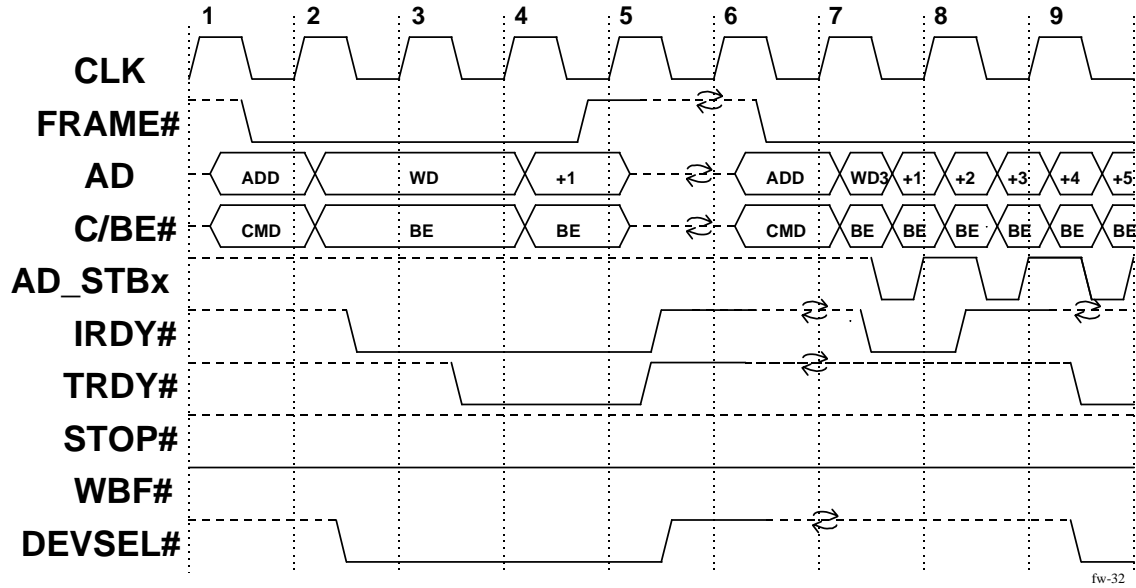 1 2 3 4 5 6 7 8 9
CLK
FRAME#
AD ADD WD +1 ADD WD3 +1 +2 +3 +4 +5
C/BE# CMD BE BE CMD BE BE BE BE BE BE
AD_STBx
IRDY#
TRDY#
STOP#
WBF#
DEVSEL#
fw-32